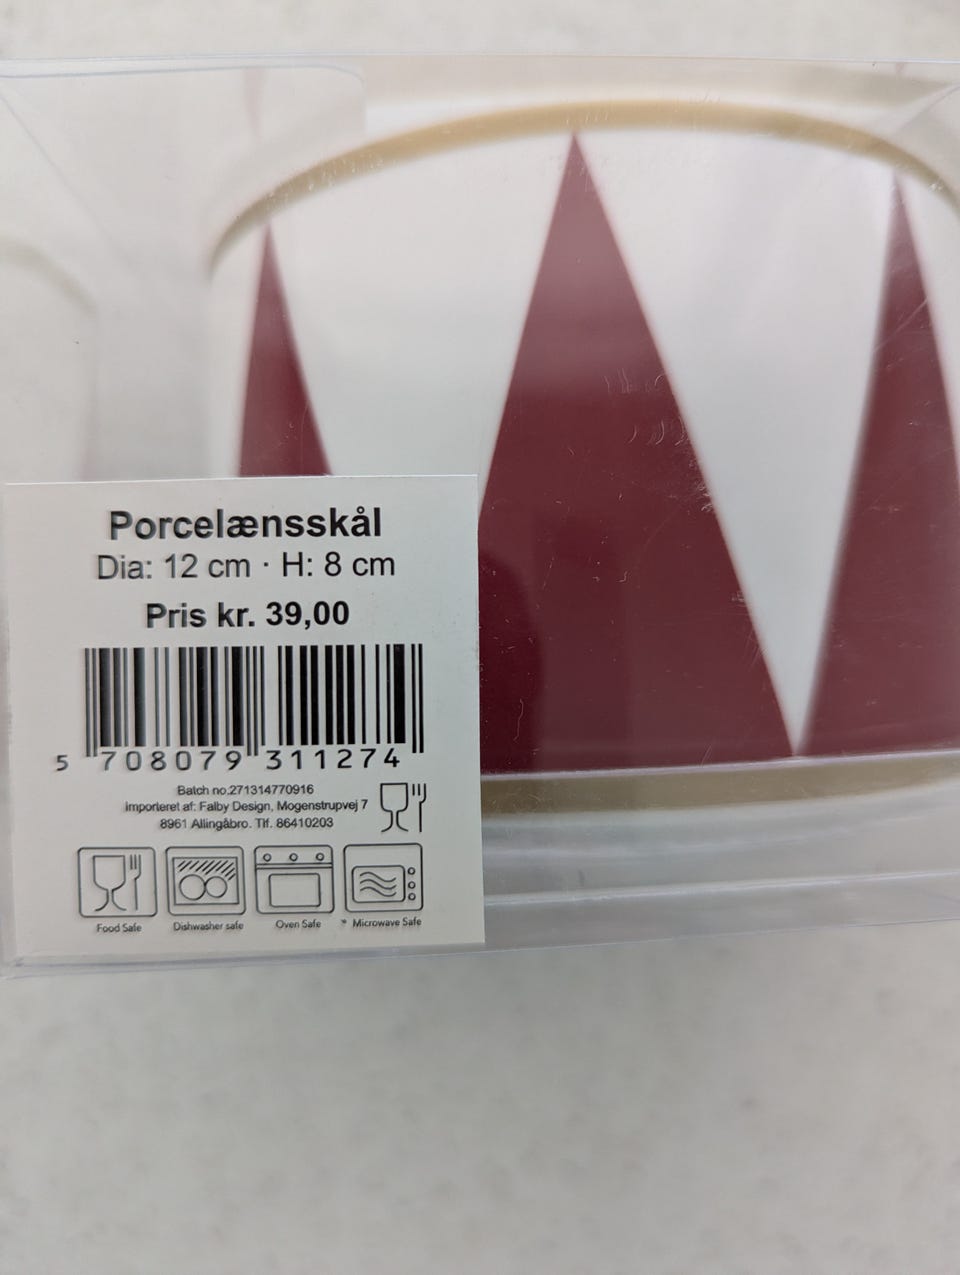 Porcelænsskål
Dia: 12 cm · H: 8 cm
Pris kr. 39,00
5 708079 311274
Batch no.271314770916
Importeret af: Falby Design, Mogenstrupvej 7
8961 Allingåbro. Tlf. 86410203
Food Safe
Dishwasher safe
Oven Safe
* Microwave Safe